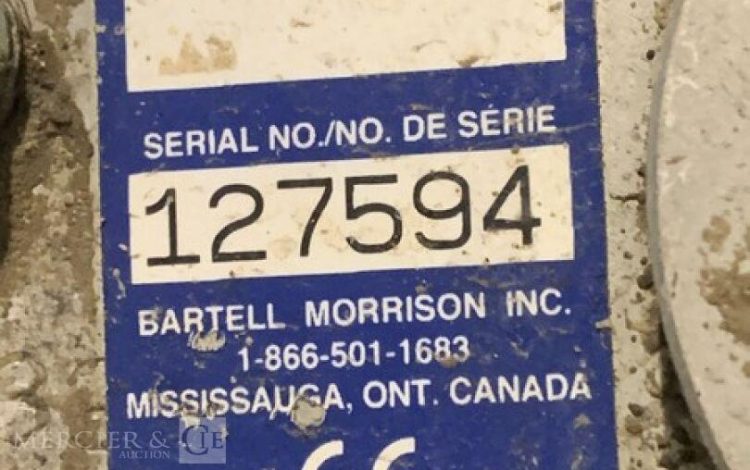 SERIAL NO./NO. DE SÉRIE
127594
BARTELL MORRISON INC.
1-866-501-1683
MISSISSAUGA, ONT. CANADA
MERCIER & CIE
AUCTION
CE